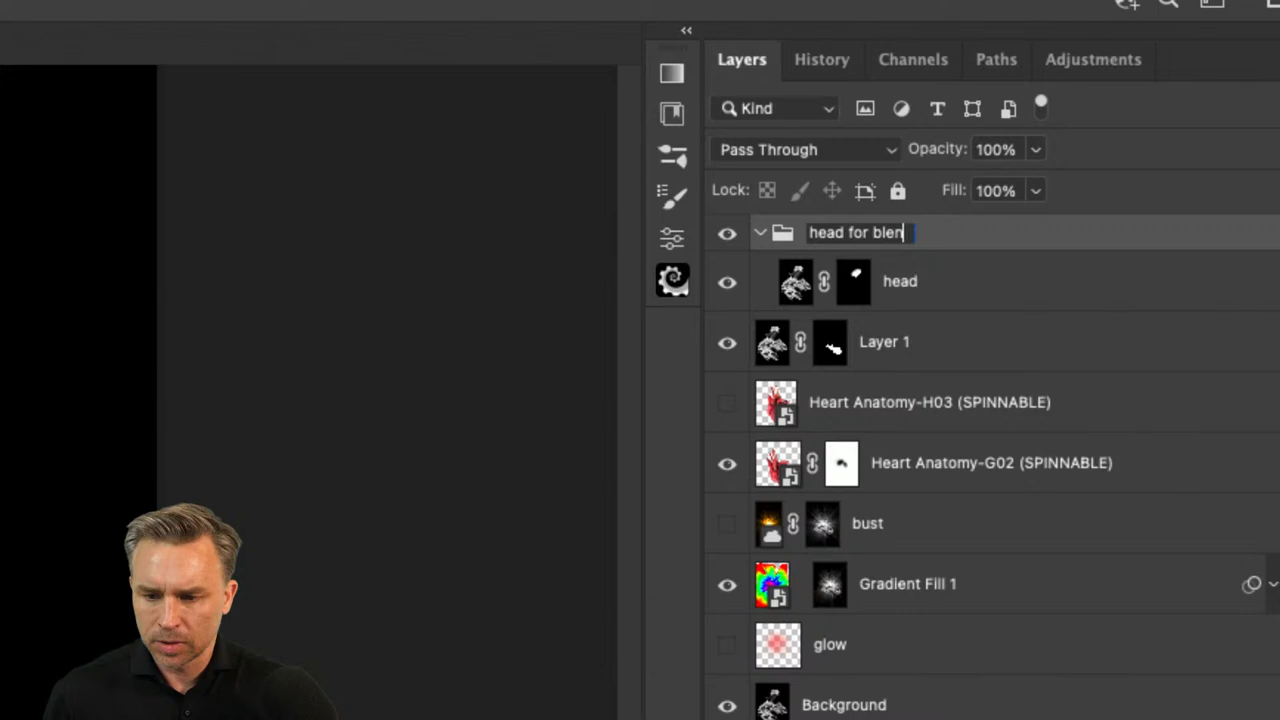 Layers History Channels Paths Adjustments
Kind
Pass Through Opacity: 100%
Lock: Fill: 100%
head for blen
head
Layer 1
Heart Anatomy-H03 (SPINNABLE)
Heart Anatomy-G02 (SPINNABLE)
bust
Gradient Fill 1
glow
Background